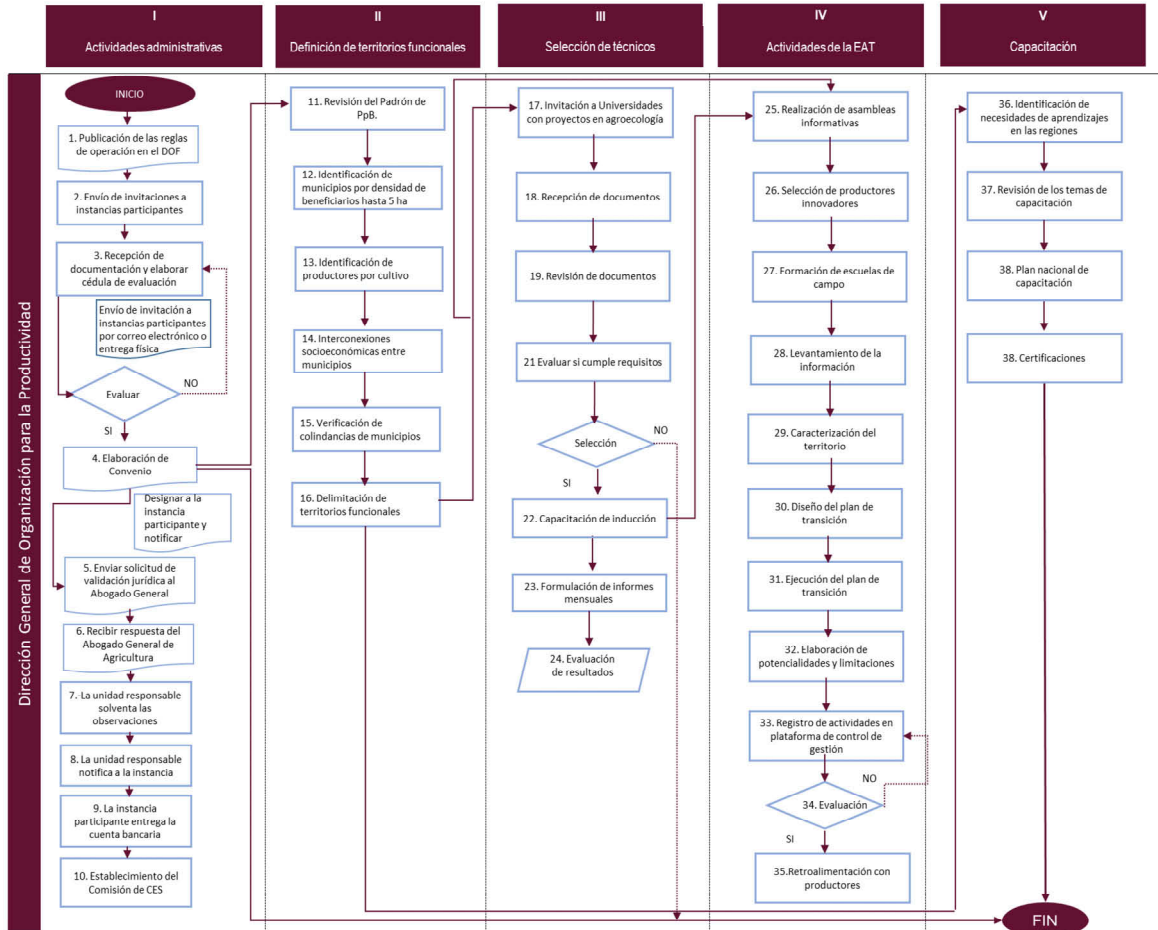 I
Actividades administrativas
II
Definición de territorios funcionales
III
Selección de técnicos
IV
Actividades de la EAT
V
Capacitación
Dirección General de Organización para la Productividad
INICIO
1. Publicación de las reglas
de operación en el DOF
2. Envío de invitaciones a
instancias participantes
3. Recepción de
documentación y elaborar
cédula de evaluación
Envío de invitación a
instancias participantes
por correo electrónico o
entrega física
Evaluar
NO
SI
4. Elaboración de
Convenio
Designar a la
instancia
participante y
notificar
5. Enviar solicitud de
validación jurídica al
Abogado General
6. Recibir respuesta del
Abogado General de
Agricultura
7. La unidad responsable
solventa las
observaciones
8. La unidad responsable
notifica a la instancia
9. La instancia
participante entrega la
cuenta bancaria
10. Establecimiento del
Comisión de CES
11. Revisión del Padrón de
PpB.
12. Identificación de
municipios por densidad de
beneficiarios hasta 5 ha
13. Identificación de
productores por cultivo
14. Interconexiones
socioeconómicas entre
municipios
15. Verificación de
colindancias de municipios
16. Delimitación de
territorios funcionales
17. Invitación a Universidades
con proyectos en agroecología
18. Recepción de documentos
19. Revisión de documentos
21 Evaluar si cumple requisitos
Selección
NO
SI
22. Capacitación de inducción
23. Formulación de informes
mensuales
24. Evaluación
de resultados
25. Realización de asambleas
informativas
26. Selección de productores
innovadores
27. Formación de escuelas de
campo
28. Levantamiento de la
información
29. Caracterización del
territorio
30. Diseño del plan de
transición
31. Ejecución del plan de
transición
32. Elaboración de
potencialidades y limitaciones
33. Registro de actividades en
plataforma de control de
gestión
NO
34. Evaluación
SI
35.Retroalimentación con
productores
36. Identificación de
necesidades de aprendizajes
en las regiones
37. Revisión de los temas de
capacitación
38. Plan nacional de
capacitación
38. Certificaciones
FIN